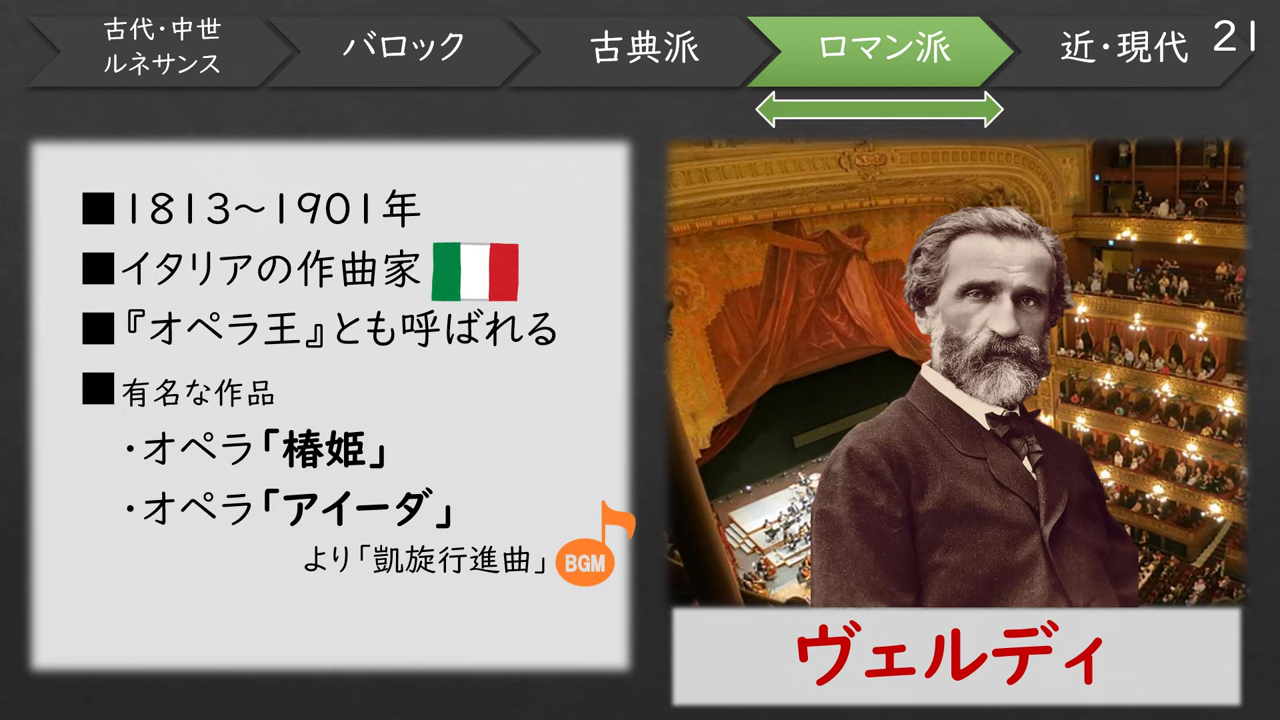 古代・中世
ルネサンス
バロック
古典派
ロマン派
近・現代
21
■1813～1901年
■イタリアの作曲家
■『オペラ王』とも呼ばれる
■有名な作品
・オペラ「椿姫」
・オペラ「アイーダ」
より「凱旋行進曲」
BGM
ヴェルディ